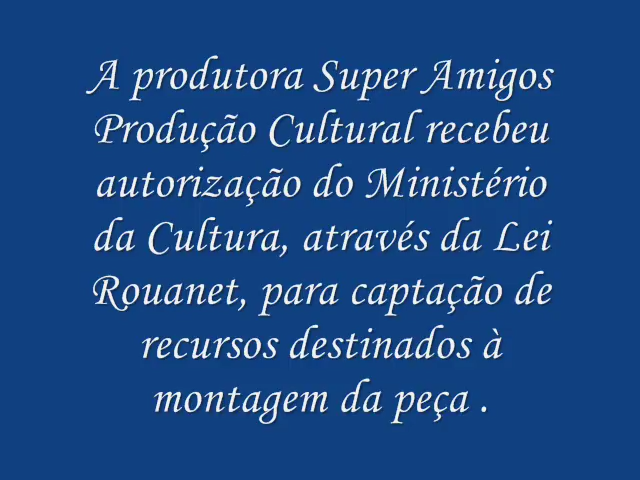 A produtora Super Amigos
Produção Cultural recebeu
autorização do Ministério
da Cultura, através da Lei
Rouanet, para captação de
recursos destinados à
montagem da peça .